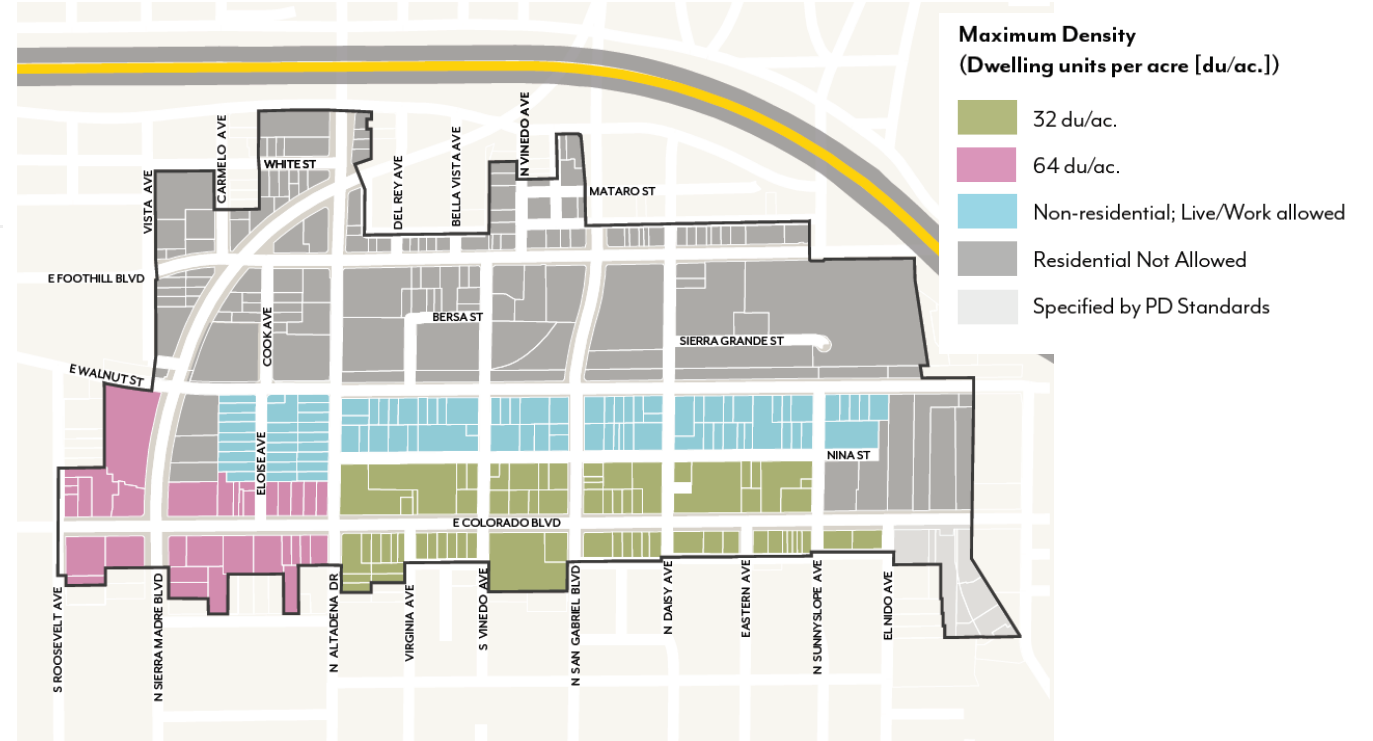 Maximum Density
(Dwelling units per acre [du/ac.])
32 du/ac.
64 du/ac.
Non-residential; Live/Work allowed
Residential Not Allowed
Specified by PD Standards
N VINEDO AVE
CARMELO AVE
BELLA VISTA AVE
DEL REY AVE
WHITE ST
VISTA AVE
MATARO ST
E FOOTHILL BLVD
COOK AVE
BERSA ST
SIERRA GRANDE ST
E WALNUT ST
ELOISE AVE
NINA ST
E COLORADO BLVD
S ROOSEVELT AVE
N SIERRA MADRE BLVD
N ALTADENA DR
VIRGINIA AVE
S VINEDO AVE
N SAN GABRIEL BLVD
N DAISY AVE
EASTERN AVE
N SUNNYSLOPE AVE
EL NIDO AVE